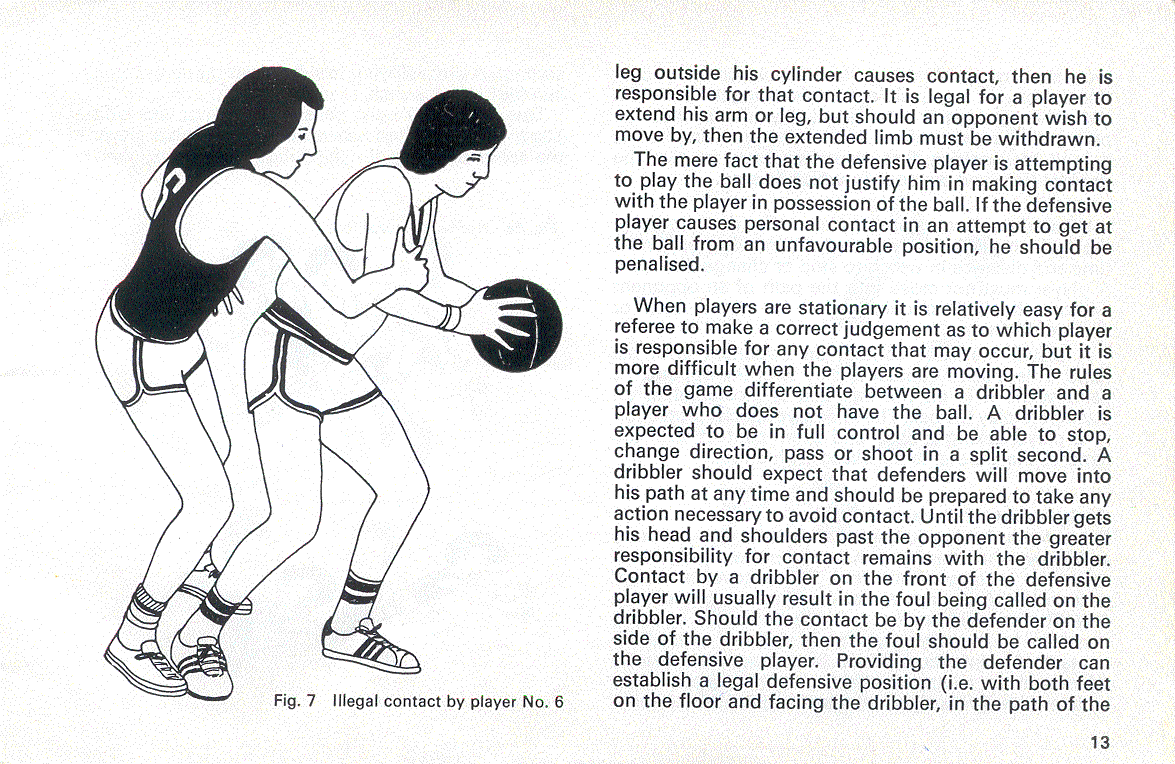 leg outside his cylinder causes contact, then he is
responsible for that contact. It is legal for a player to
extend his arm or leg, but should an opponent wish to
move by, then the extended limb must be withdrawn.
The mere fact that the defensive player is attempting
to play the ball does not justify him in making contact
with the player in possession of the ball. If the defensive
player causes personal contact in an attempt to get at
the ball from an unfavourable position, he should be
penalised.
When players are stationary it is relatively easy for a
referee to make a correct judgement as to which player
is responsible for any contact that may occur, but it is
more difficult when the players are moving. The rules
of the game differentiate between a dribbler and a
player who does not have the ball. A dribbler is
expected to be in full control and be able to stop,
change direction, pass or shoot in a split second. A
dribbler should expect that defenders will move into
his path at any time and should be prepared to take any
action necessary to avoid contact. Until the dribbler gets
his head and shoulders past the opponent the greater
responsibility for contact remains with the dribbler.
Contact by a dribbler on the front of the defensive
player will usually result in the foul being called on the
dribbler. Should the contact be by the defender on the
side of the dribbler, then the foul should be called on
the defensive player. Providing the defender can
establish a legal defensive position (i.e. with both feet
on the floor and facing the dribbler, in the path of the
Fig. 7 Illegal contact by player No. 6
13